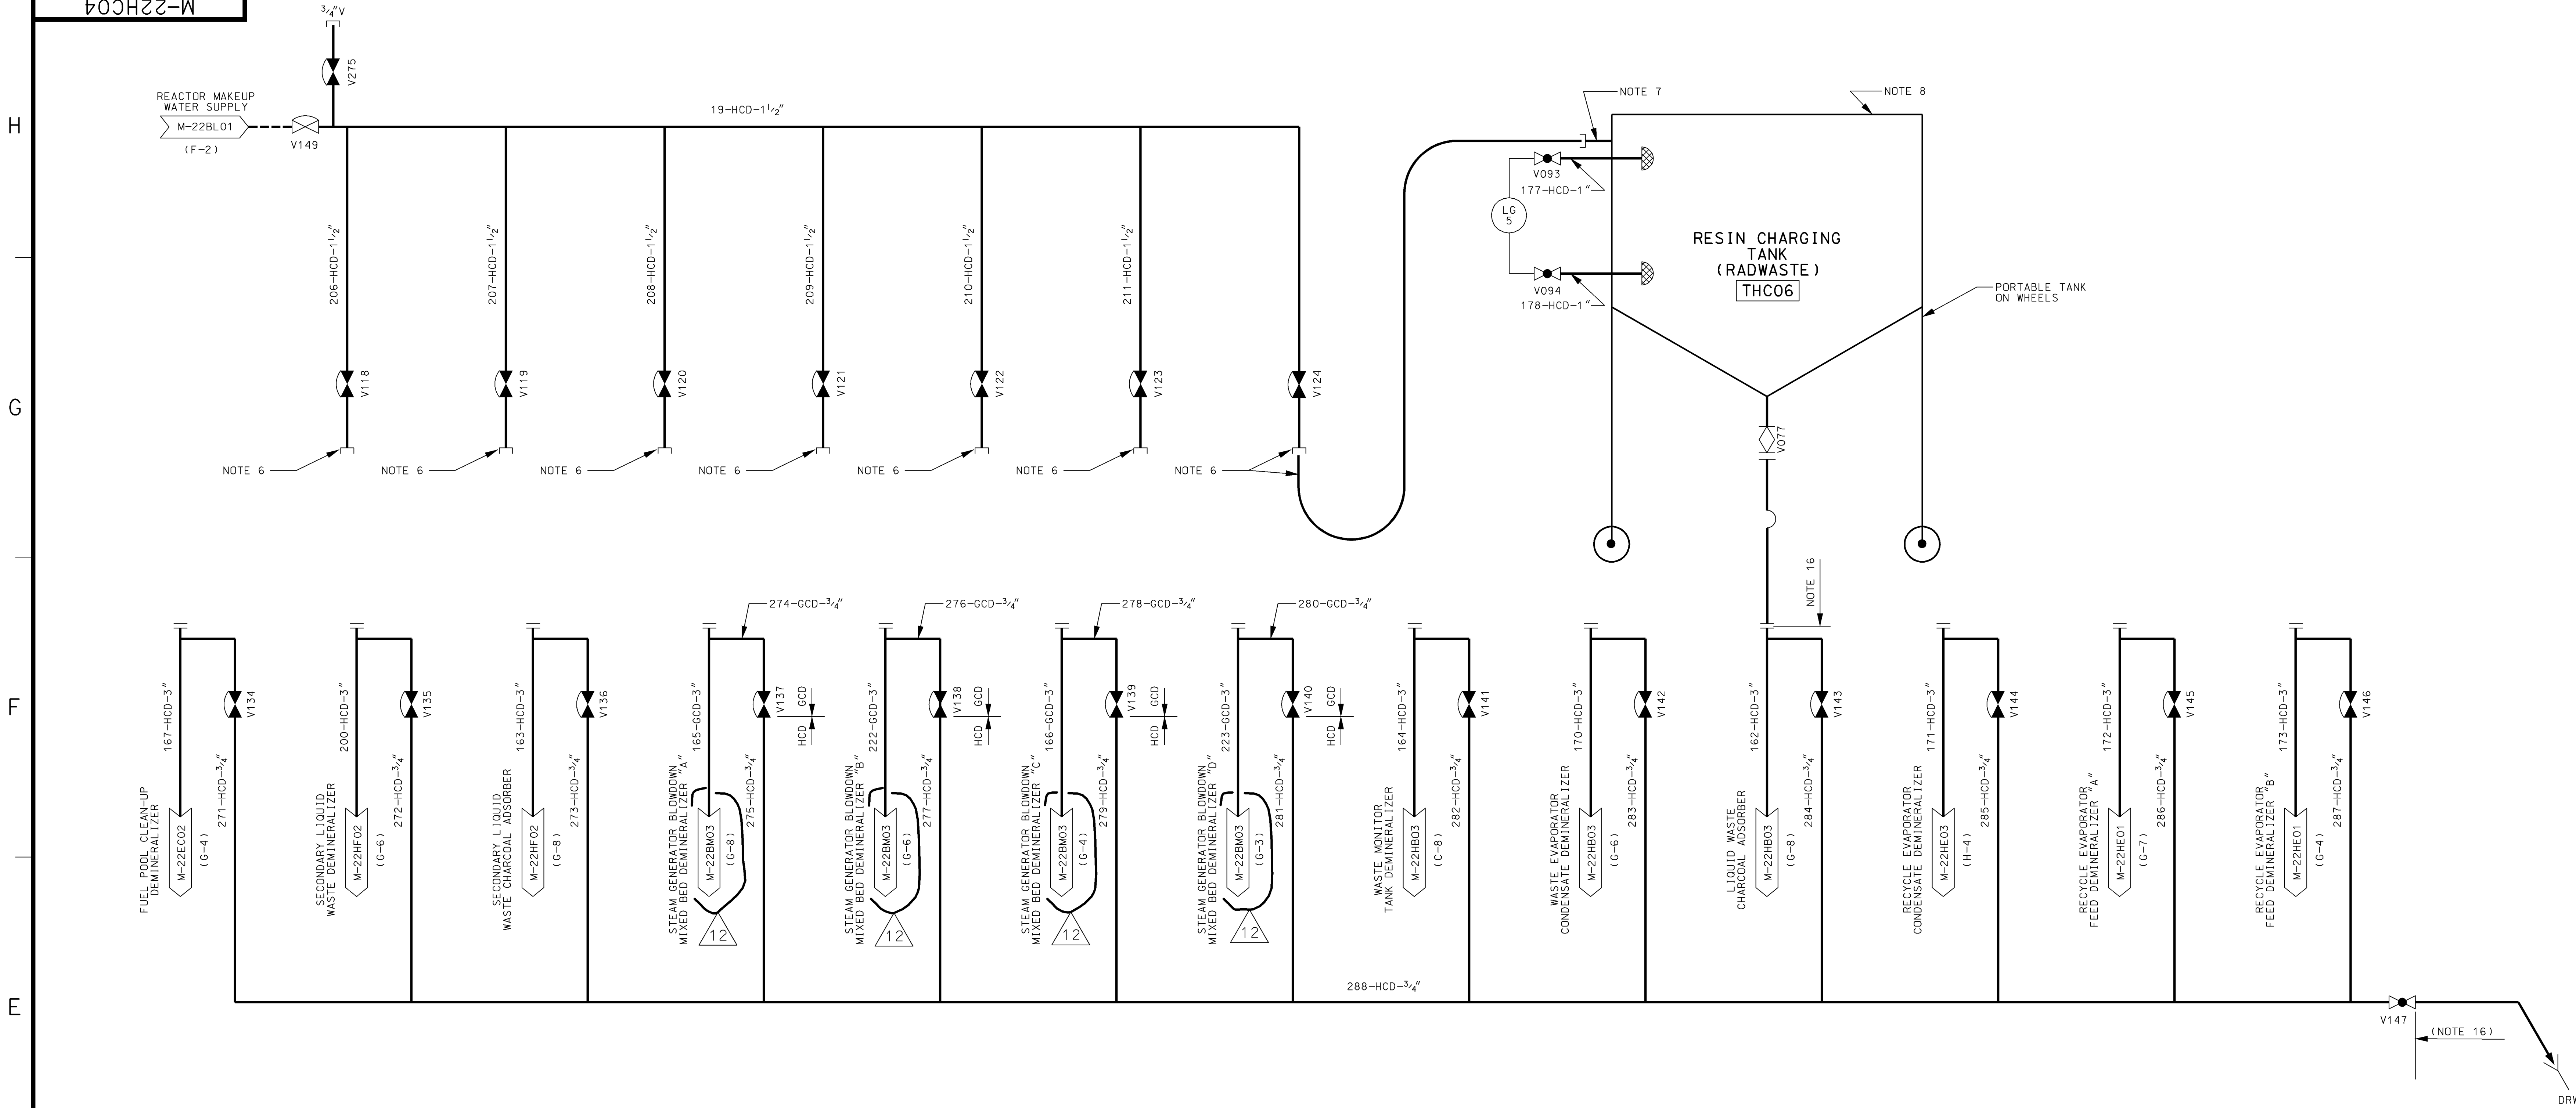 M-22HC04
3/4"V
V275
REACTOR MAKEUP
WATER SUPPLY
M-22BL01
(F-2)
V149
19-HCD-1 1/2"
H
206-HCD-1 1/2"
207-HCD-1 1/2"
208-HCD-1 1/2"
209-HCD-1 1/2"
210-HCD-1 1/2"
211-HCD-1 1/2"
NOTE 7
NOTE 8
V093
177-HCD-1"
LG
5
V094
178-HCD-1"
RESIN CHARGING
TANK
(RADWASTE)
THC06
PORTABLE TANK
ON WHEELS
G
V118
V119
V120
V121
V122
V123
V124
NOTE 6
NOTE 6
NOTE 6
NOTE 6
NOTE 6
NOTE 6
NOTE 6
V077
NOTE 16
274-GCD-3/4"
276-GCD-3/4"
278-GCD-3/4"
280-GCD-3/4"
F
167-HCD-3"
V134
271-HCD-3/4"
FUEL POOL CLEAN-UP
DEMINERALIZER
M-22EC02
(G-4)
200-HCD-3"
V135
272-HCD-3/4"
SECONDARY LIQUID
WASTE DEMINERALIZER
M-22HF02
(G-6)
163-HCD-3"
V136
273-HCD-3/4"
SECONDARY LIQUID
WASTE CHARCOAL ADSORBER
M-22HF02
(G-8)
165-GCD-3"
V137
HCD GCD
275-HCD-3/4"
STEAM GENERATOR BLOWDOWN
MIXED BED DEMINERALIZER "A"
M-22BM03
(G-8)
12
222-GCD-3"
V138
HCD GCD
277-HCD-3/4"
STEAM GENERATOR BLOWDOWN
MIXED BED DEMINERALIZER "B"
M-22BM03
(G-6)
12
166-GCD-3"
V139
HCD GCD
279-HCD-3/4"
STEAM GENERATOR BLOWDOWN
MIXED BED DEMINERALIZER "C"
M-22BM03
(G-4)
12
223-GCD-3"
V140
HCD GCD
281-HCD-3/4"
STEAM GENERATOR BLOWDOWN
MIXED BED DEMINERALIZER "D"
M-22BM03
(G-3)
12
164-HCD-3"
V141
282-HCD-3/4"
WASTE MONITOR
TANK DEMINERALIZER
M-22HB03
(C-8)
170-HCD-3"
V142
283-HCD-3/4"
WASTE EVAPORATOR
CONDENSATE DEMINERALIZER
M-22HB03
(G-6)
162-HCD-3"
V143
284-HCD-3/4"
LIQUID WASTE
CHARCOAL ADSORBER
M-22HB03
(G-8)
171-HCD-3"
V144
285-HCD-3/4"
RECYCLE EVAPORATOR
CONDENSATE DEMINERALIZER
M-22HE03
(H-4)
172-HCD-3"
V145
286-HCD-3/4"
RECYCLE EVAPORATOR
FEED DEMINERALIZER "A"
M-22HE01
(G-7)
173-HCD-3"
V146
287-HCD-3/4"
RECYCLE EVAPORATOR
FEED DEMINERALIZER "B"
M-22HE01
(G-4)
E
288-HCD-3/4"
V147
(NOTE 16)
DRW